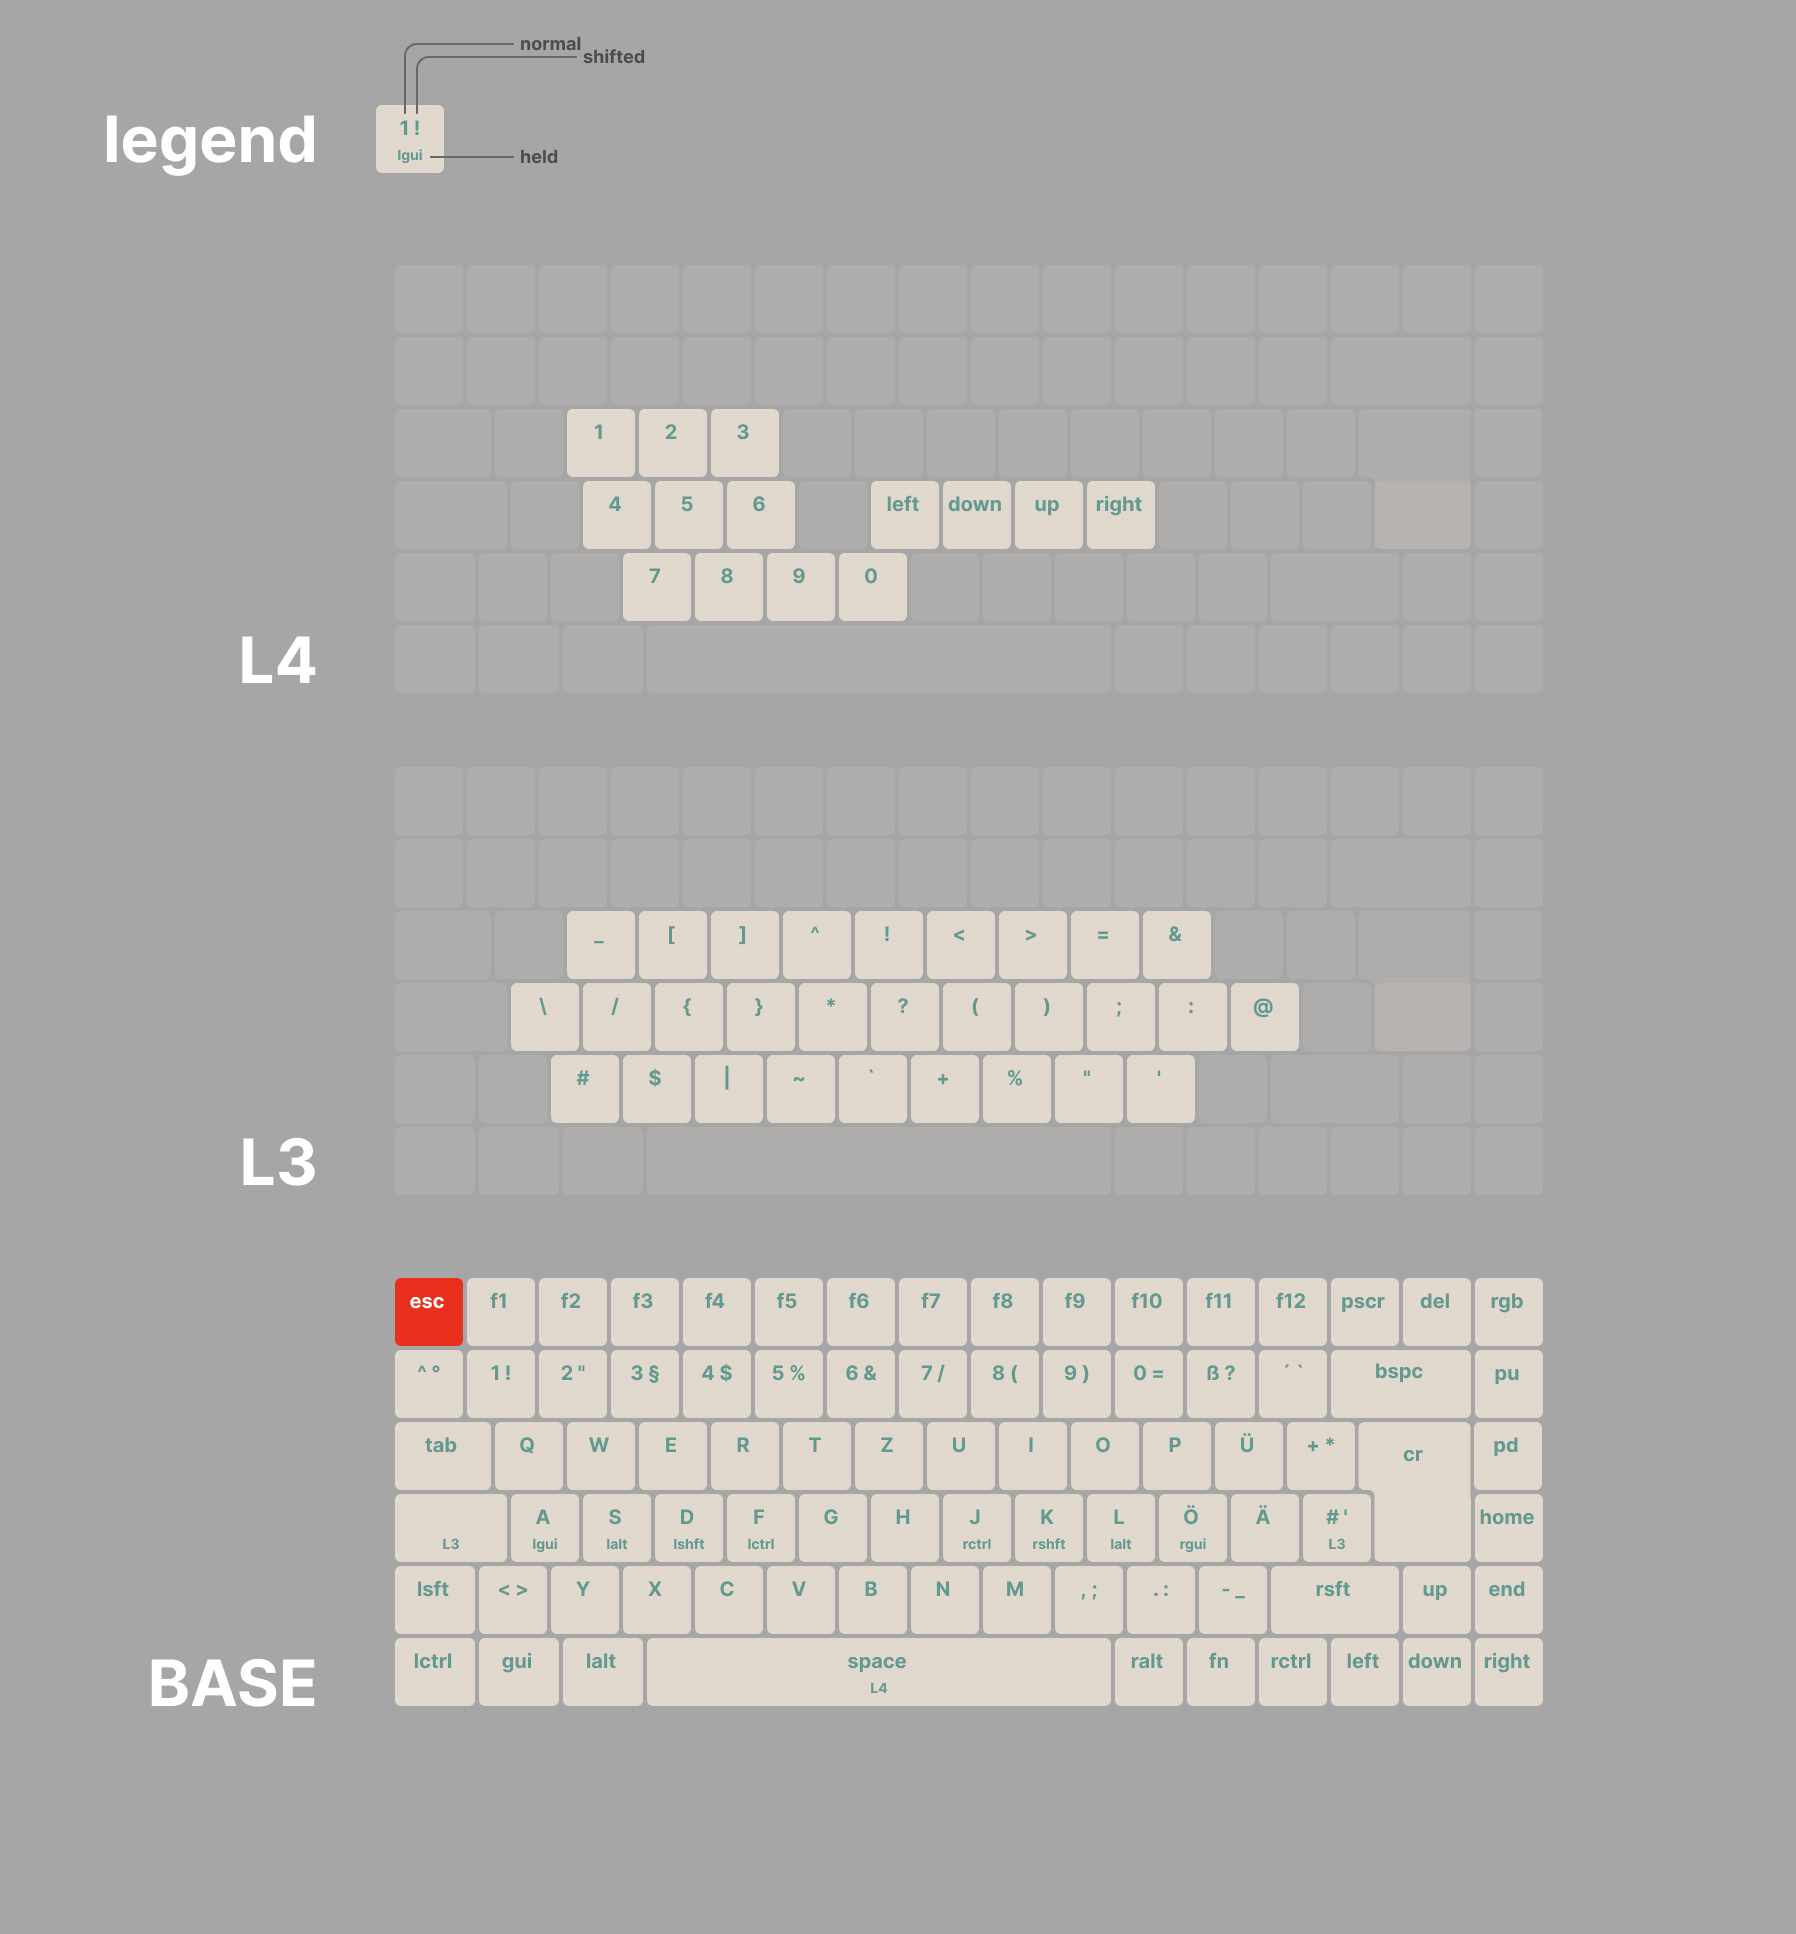 normal
shifted
legend
1 !
lgui
held
1 2 3
4 5 6 left down up right
7 8 9 0
L4
_ [ ] ^ ! < > = &
\ / { } * ? ( ) ; : @
# $ | ~ ` + % " '
L3
esc f1 f2 f3 f4 f5 f6 f7 f8 f9 f10 f11 f12 pscr del rgb
^ ° 1 ! 2 " 3 § 4 $ 5 % 6 & 7 / 8 ( 9 ) 0 = ß ? ´ ` bspc pu
tab Q W E R T Z U I O P Ü + * cr pd
A S D F G H J K L Ö Ä # ' home
L3 lgui lalt lshft lctrl rctrl rshft lalt rgui L3
lsft < > Y X C V B N M , ; . : - _ rsft up end
BASE
lctrl gui lalt space ralt fn rctrl left down right
L4